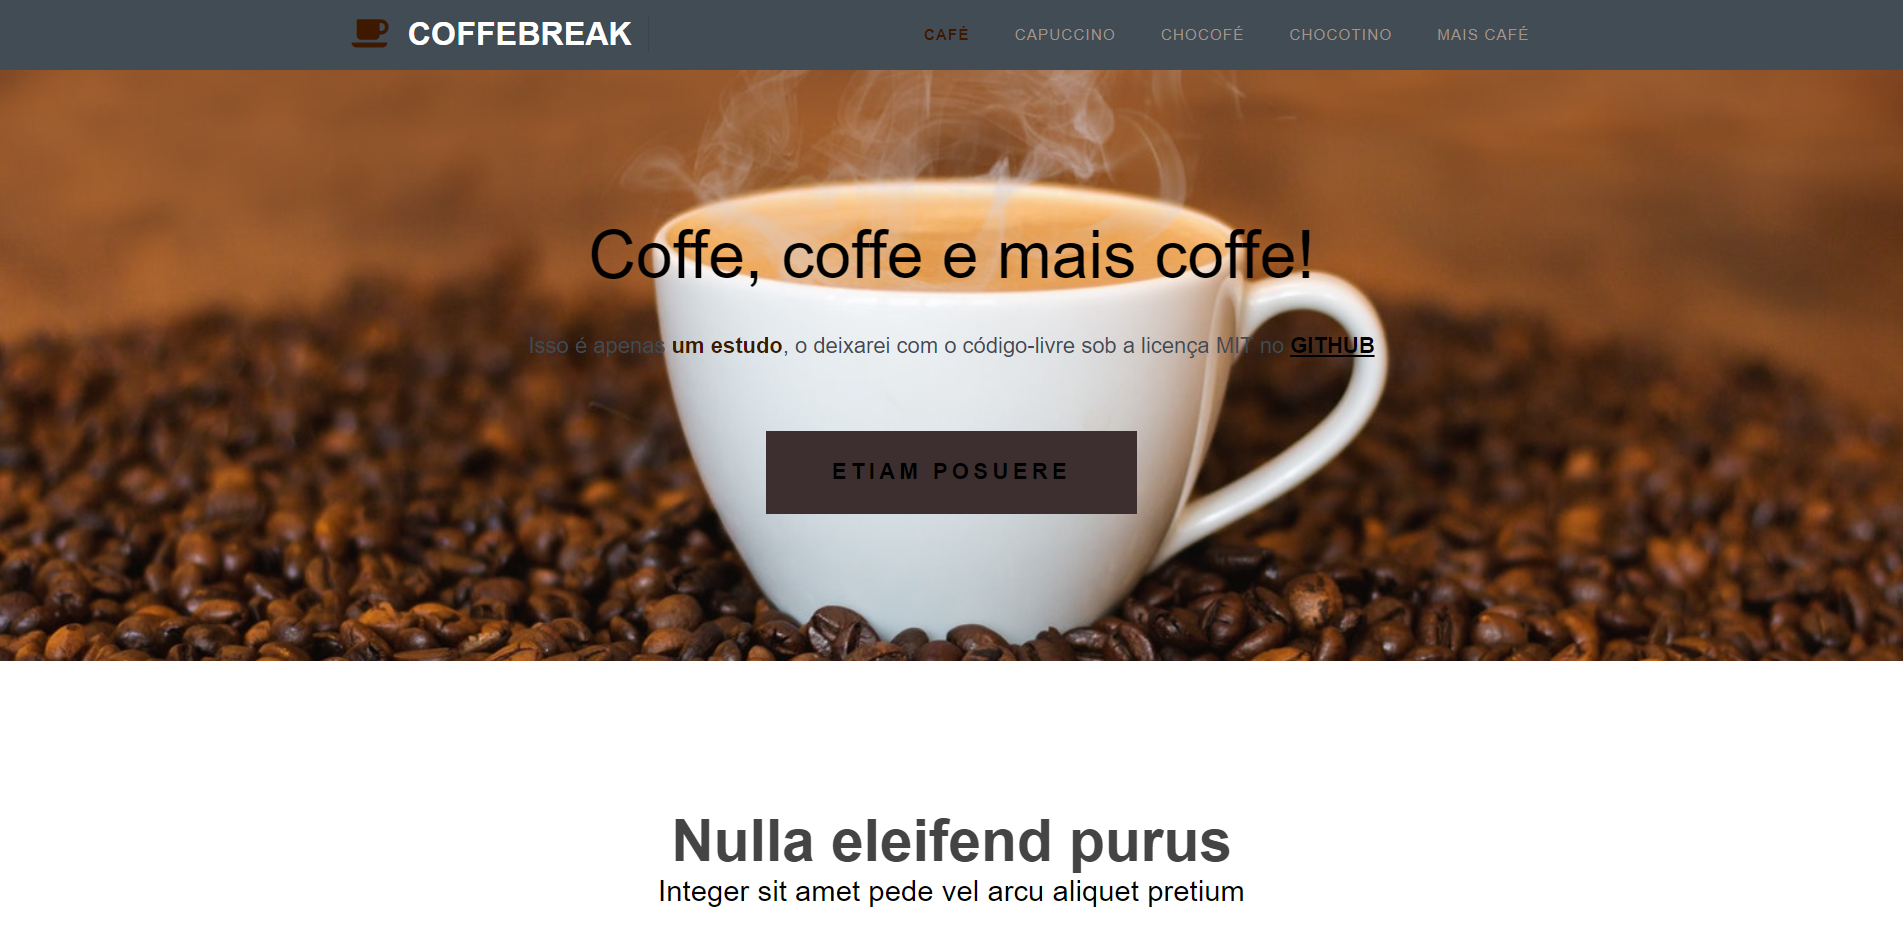 COFFEBREAK
CAFÉ CAPUCCINO CHOCOFÉ CHOCOTINO MAIS CAFÉ
Coffe, coffe e mais coffe!
Isso é apenas um estudo, o deixarei com o código-livre sob a licença MIT no GITHUB
ETIAM POSUERE
Nulla eleifend purus
Integer sit amet pede vel arcu aliquet pretium